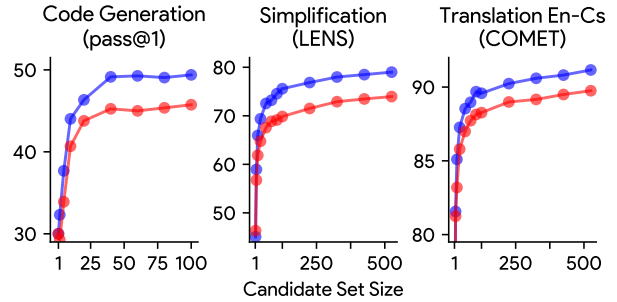 Code Generation
(pass@1)
Simplification
(LENS)
Translation En-Cs
(COMET)
50
40
30
1 25 50 75 100
80
70
60
50
1 250 500
90
85
80
1 250 500
Candidate Set Size